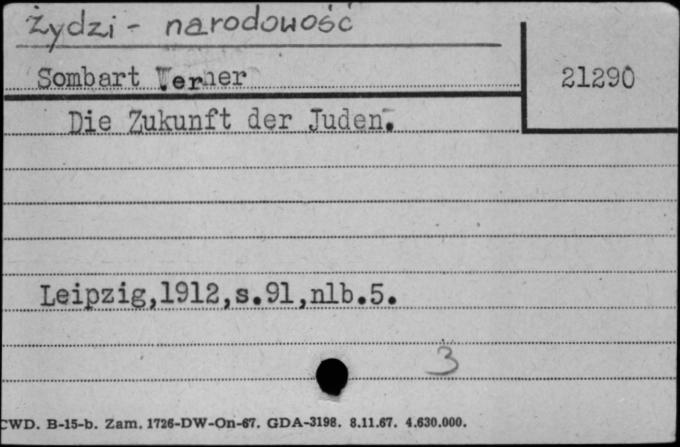 Żydzi - narodowość
Sombart Verner
21290
Die Zukunft der Juden.
Leipzig,1912,s.91,nlb.5.
3
CWD. B-15-b. Zam. 1726-DW-On-67. GDA-3198. 8.11.67. 4.630.000.